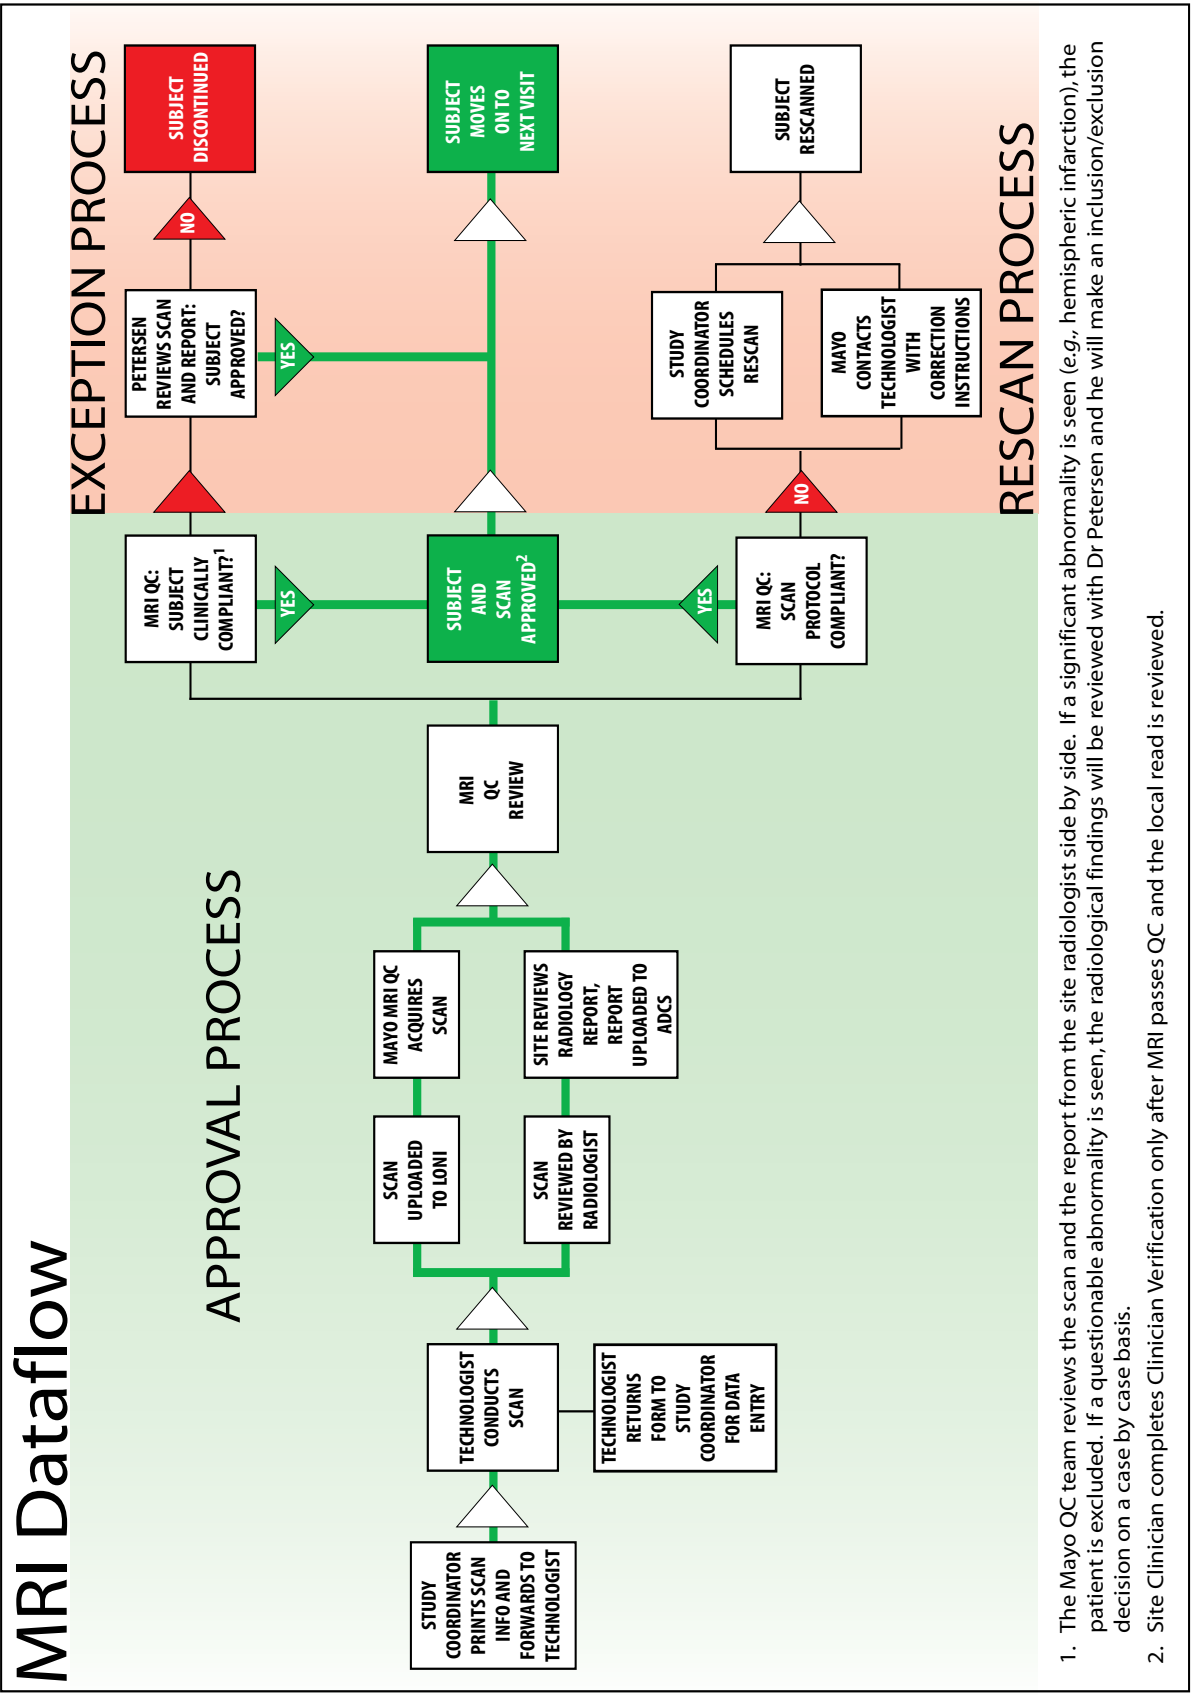 MRI Dataflow
APPROVAL PROCESS
EXCEPTION PROCESS
STUDY
COORDINATOR
PRINTS SCAN
INFO AND
FORWARDS TO
TECHNOLOGIST
TECHNOLOGIST
CONDUCTS
SCAN
TECHNOLOGIST
RETURNS
FORM TO
STUDY
COORDINATOR
FOR DATA
ENTRY
SCAN
UPLOADED
TO LONI
MAYO MRI QC
ACQUIRES
SCAN
SCAN
REVIEWED BY
RADIOLOGIST
SITE REVIEWS
RADIOLOGY
REPORT,
REPORT
UPLOADED TO
ADCS
MRI
QC
REVIEW
MRI QC:
SUBJECT
CLINICALLY
COMPLIANT?1
YES
SUBJECT
AND
SCAN
APPROVED2
YES
MRI QC:
SCAN
PROTOCOL
COMPLIANT?
PETERSEN
REVIEWS SCAN
AND REPORT:
SUBJECT
APPROVED?
NO
SUBJECT
DISCONTINUED
YES
SUBJECT
MOVES
ON TO
NEXT VISIT
NO
STUDY
COORDINATOR
SCHEDULES
RESCAN
MAYO
CONTACTS
TECHNOLOGIST
WITH
CORRECTION
INSTRUCTIONS
SUBJECT
RESCANNED
RESCAN PROCESS
1. The Mayo QC team reviews the scan and the report from the site radiologist side by side. If a significant abnormality is seen (e.g., hemispheric infarction), the
patient is excluded. If a questionable abnormality is seen, the radiological findings will be reviewed with Dr Petersen and he will make an inclusion/exclusion
decision on a case by case basis.
2. Site Clinician completes Clinician Verification only after MRI passes QC and the local read is reviewed.